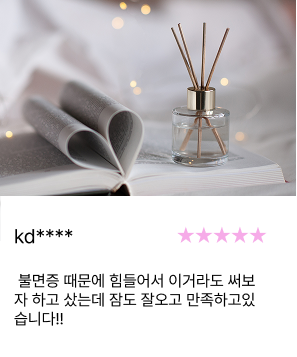 kd**** ★★★★★
불면증 때문에 힘들어서 이거라도 써보
자 하고 샀는데 잠도 잘오고 만족하고있
습니다!!